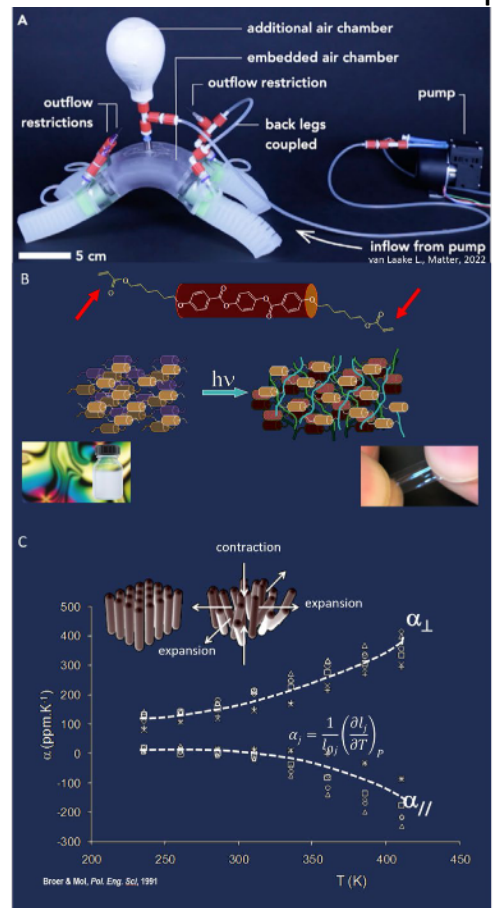 A
additional air chamber
embedded air chamber
outflow restriction
pump
outflow
restrictions
back legs
coupled
5 cm
inflow from pump
van Laake L., Matter, 2022
B
O
O
O
O
O
O
O
O
O
O
hν
C
contraction
expansion
expansion
α⊥
α (ppm.K⁻¹)
500
400
300
200
100
0
-100
-200
-300
αⱼ = 1/l₀ⱼ (∂lⱼ/∂T)ₚ
α//
200
250
300
350
400
450
T (K)
Broer & Mol, Pol. Eng. Sci, 1991